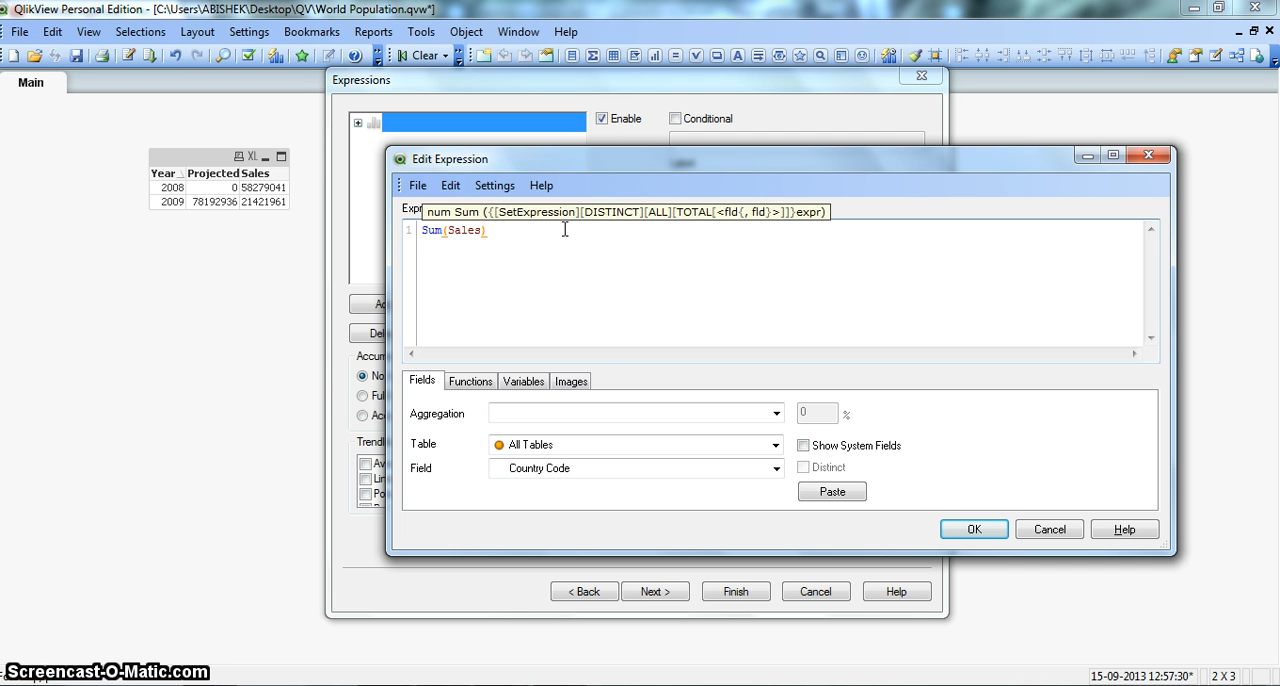 QlikView Personal Edition - [C:\Users\ABISHEK\Desktop\QV\World Population.qvw*]
File Edit View Selections Layout Settings Bookmarks Reports Tools Object Window Help
Clear
Main
Expressions
Enable
Conditional
XL
Year Projected Sales
2008 0 58279041
2009 78192936 21421961
Edit Expression
File Edit Settings Help
num Sum ({[SetExpression][DISTINCT][ALL][TOTAL[<fld{, fld}>]]}expr)
1 Sum(Sales)
Fields Functions Variables Images
Aggregation
0 %
Table
All Tables
Show System Fields
Field
Country Code
Distinct
Paste
OK Cancel Help
< Back Next > Finish Cancel Help
Screencast-O-Matic.com
15-09-2013 12:57:30* 2 X 3